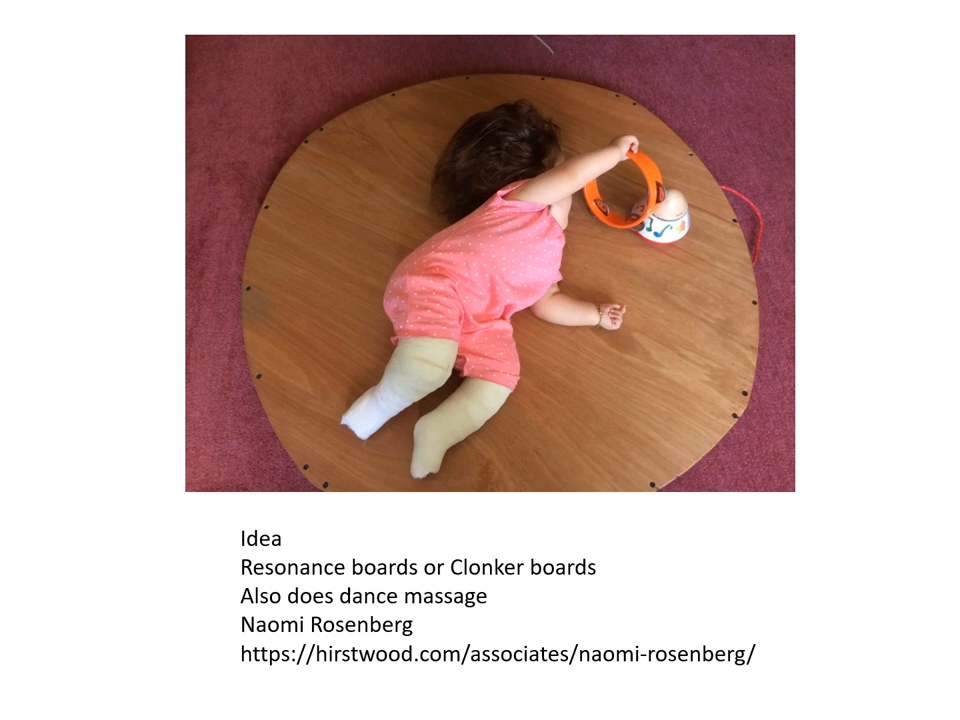 Idea
Resonance boards or Clonker boards
Also does dance massage
Naomi Rosenberg
https://hirstwood.com/associates/naomi-rosenberg/